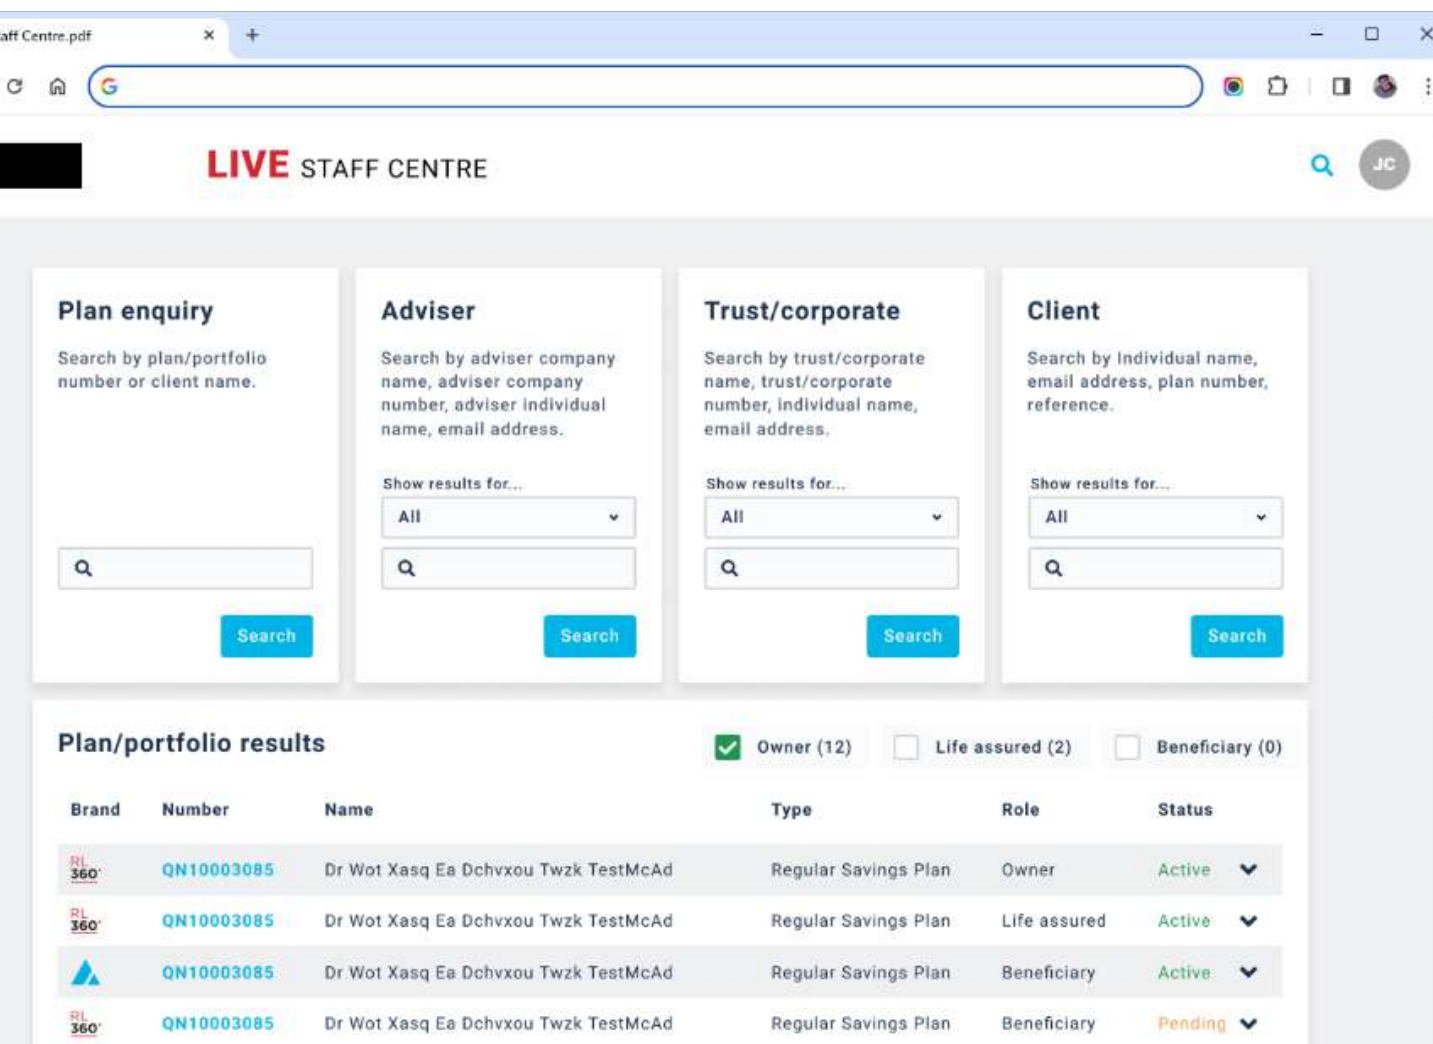 aff Centre.pdf
LIVE STAFF CENTRE
JC
Plan enquiry
Search by plan/portfolio
number or client name.
Search
Adviser
Search by adviser company
name, adviser company
number, adviser individual
name, email address.
Show results for...
All
Search
Trust/corporate
Search by trust/corporate
name, trust/corporate
number, individual name,
email address.
Show results for...
All
Search
Client
Search by Individual name,
email address, plan number,
reference.
Show results for...
All
Search
Plan/portfolio results
Owner (12) Life assured (2) Beneficiary (0)
Brand Number Name Type Role Status
RL 360° QN10003085 Dr Wot Xasq Ea Dchvxou Twzk TestMcAd Regular Savings Plan Owner Active
RL 360° QN10003085 Dr Wot Xasq Ea Dchvxou Twzk TestMcAd Regular Savings Plan Life assured Active
QN10003085 Dr Wot Xasq Ea Dchvxou Twzk TestMcAd Regular Savings Plan Beneficiary Active
RL 360° QN10003085 Dr Wot Xasq Ea Dchvxou Twzk TestMcAd Regular Savings Plan Beneficiary Pending